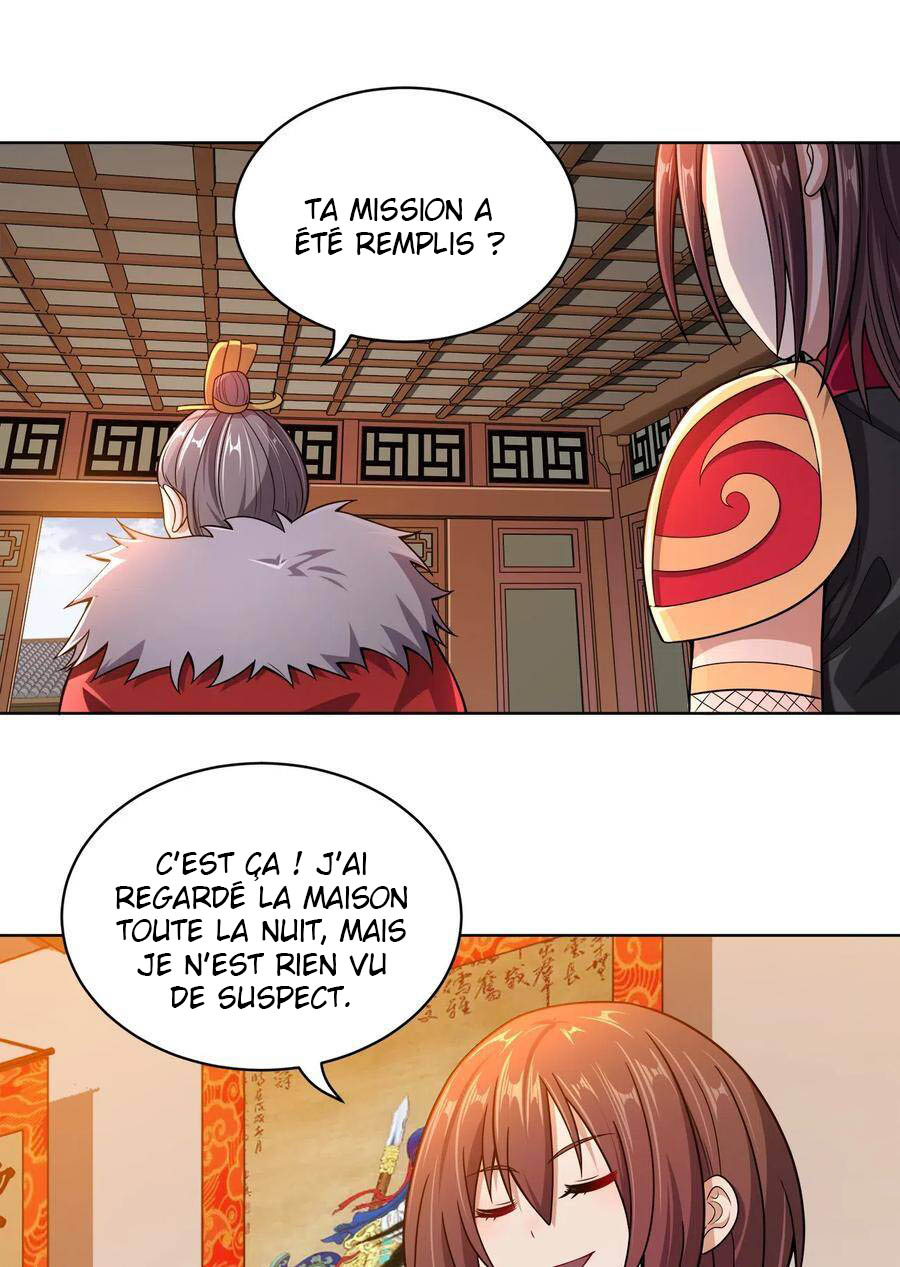 TA MISSION A
ÉTÉ REMPLIS ?
C'EST ÇA ! J'AI
REGARDÉ LA MAISON
TOUTE LA NUIT, MAIS
JE N'EST RIEN VU
DE SUSPECT.